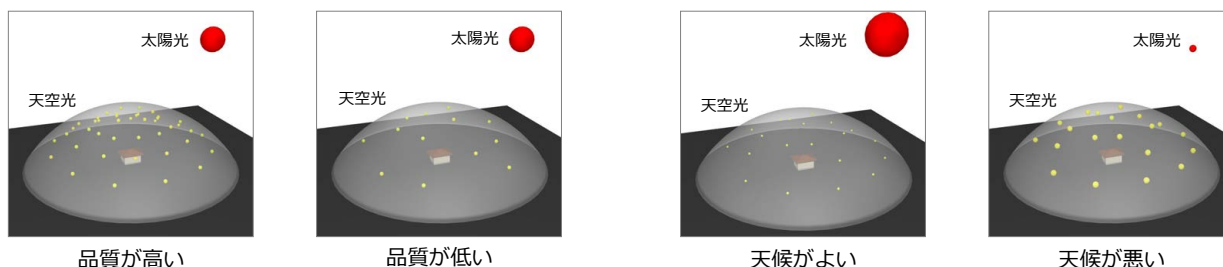 太陽光
天空光
品質が高い
太陽光
天空光
品質が低い
太陽光
天空光
天候がよい
太陽光
天空光
天候が悪い